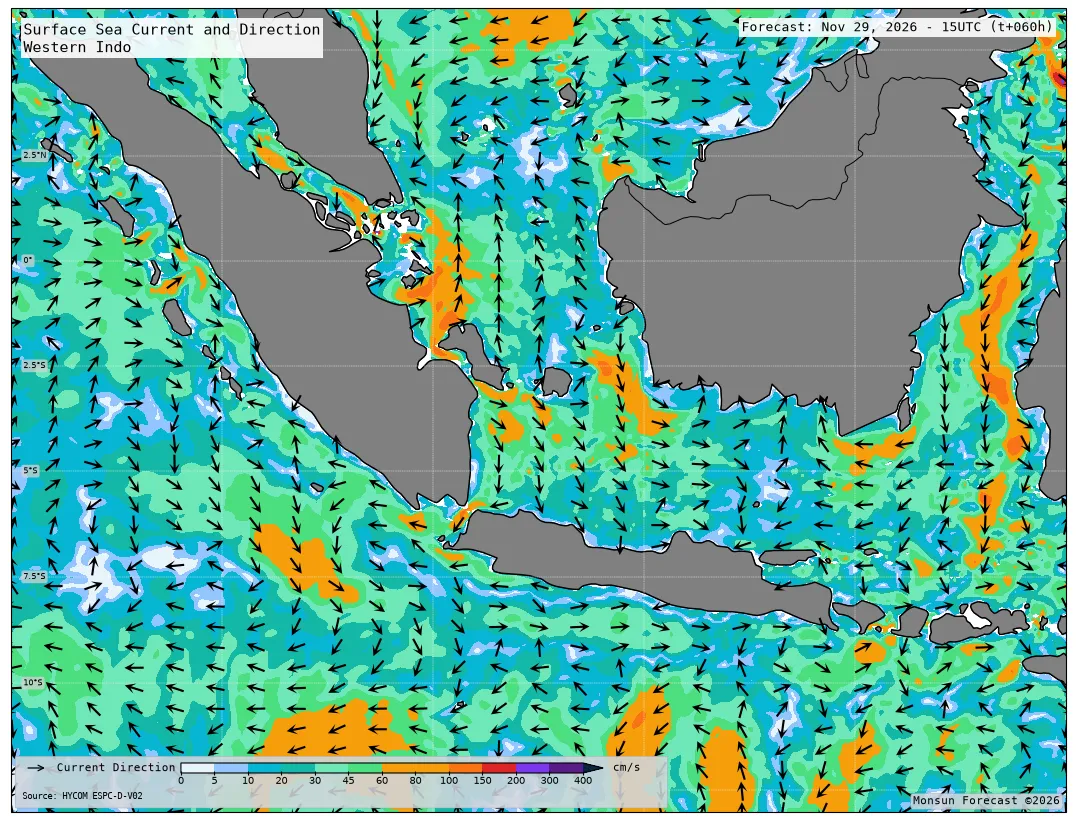 Surface Sea Current and Direction
Western Indo
Forecast: Nov 29, 2026 - 15UTC (t+060h)
2.5°N
0°
2.5°S
5°S
7.5°S
10°S
Current Direction
0 5 10 20 30 45 60 80 100 150 200 300 400 cm/s
Source: HYCOM ESPC-D-V02
Monsun Forecast ©2026